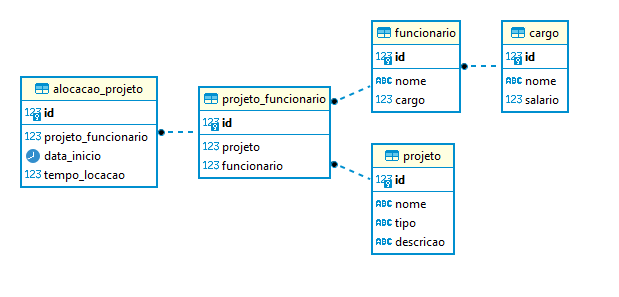 alocacao_projeto
123 id
123 projeto_funcionario
data_inicio
123 tempo_locacao
projeto_funcionario
123 id
123 projeto
123 funcionario
funcionario
123 id
ABC nome
123 cargo
cargo
123 id
ABC nome
123 salario
projeto
123 id
ABC nome
ABC tipo
ABC descricao